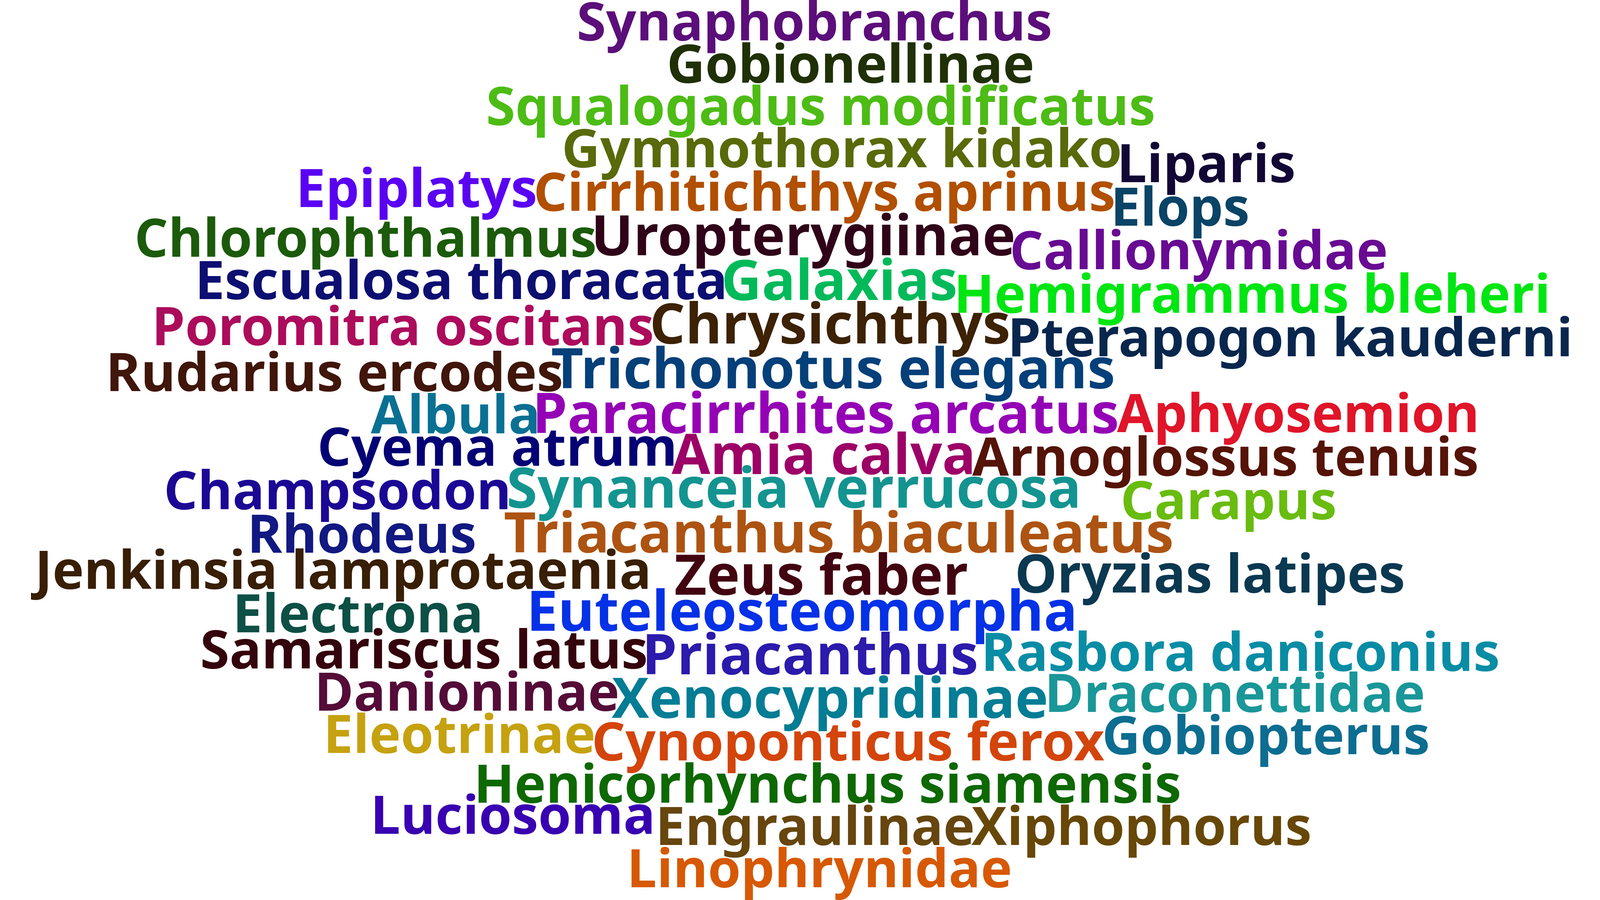 Synaphobranchus
Gobionellinae
Squalogadus modificatus
Gymnothorax kidako
Liparis
Epiplatys
Cirrhitichthys aprinus
Elops
Chlorophthalmus
Uropterygiinae
Callionymidae
Escualosa thoracata
Galaxias
Hemigrammus bleheri
Poromitra oscitans
Chrysichthys
Pterapogon kauderni
Rudarius ercodes
Trichonotus elegans
Albula
Paracirrhites arcatus
Aphyosemion
Cyema atrum
Amia calva
Arnoglossus tenuis
Champsodon
Synanceia verrucosa
Carapus
Rhodeus
Triacanthus biaculeatus
Jenkinsia lamprotaenia
Zeus faber
Oryzias latipes
Electrona
Euteleosteomorpha
Samariscus latus
Priacanthus
Rasbora daniconius
Danioninae
Xenocypridinae
Draconettidae
Eleotrinae
Cynoponticus ferox
Gobiopterus
Henicorhynchus siamensis
Luciosoma
Engraulinae
Xiphophorus
Linophrynidae